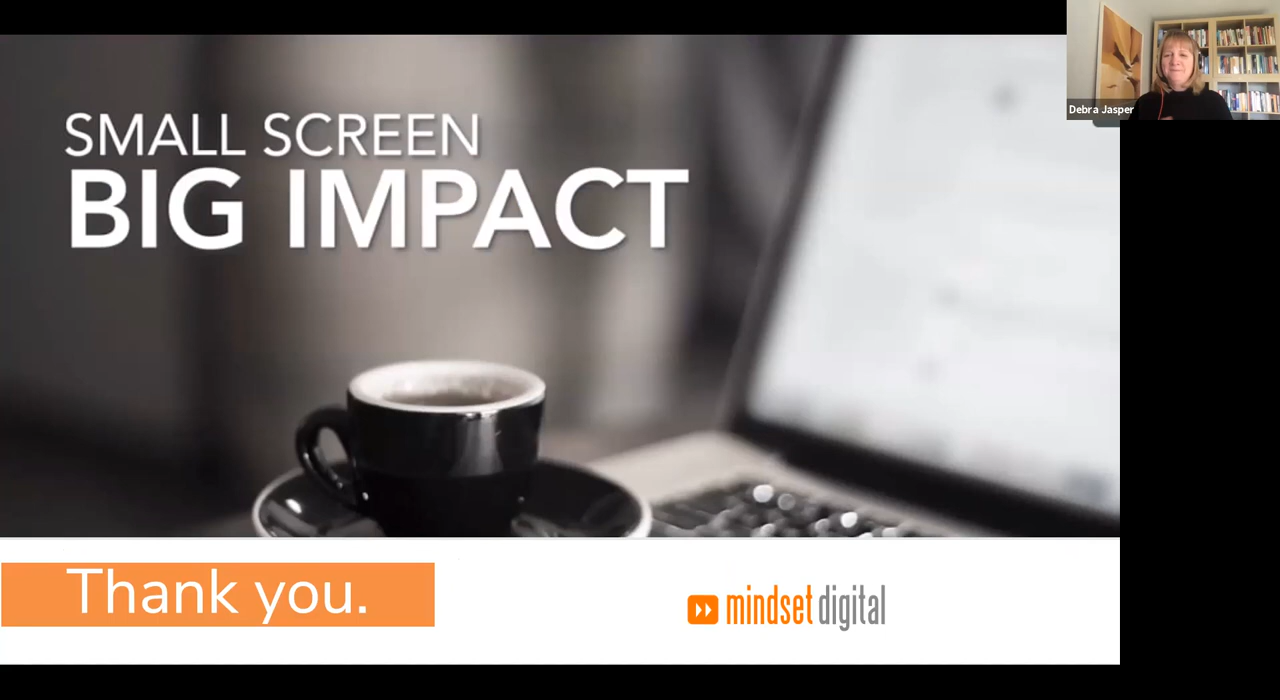 SMALL SCREEN
BIG IMPACT
Debra Jasper
Thank you.
mindset digital